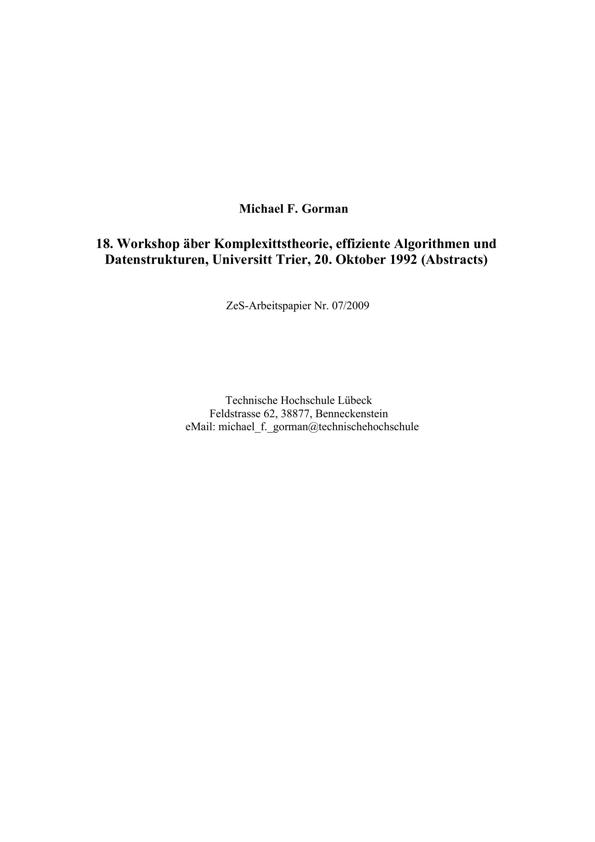 Michael F. Gorman
18. Workshop äber Komplexittstheorie, effiziente Algorithmen und
Datenstrukturen, Universitt Trier, 20. Oktober 1992 (Abstracts)
ZeS-Arbeitspapier Nr. 07/2009
Technische Hochschule Lübeck
Feldstrasse 62, 38877, Benneckenstein
eMail: michael_f._gorman@technischehochschule